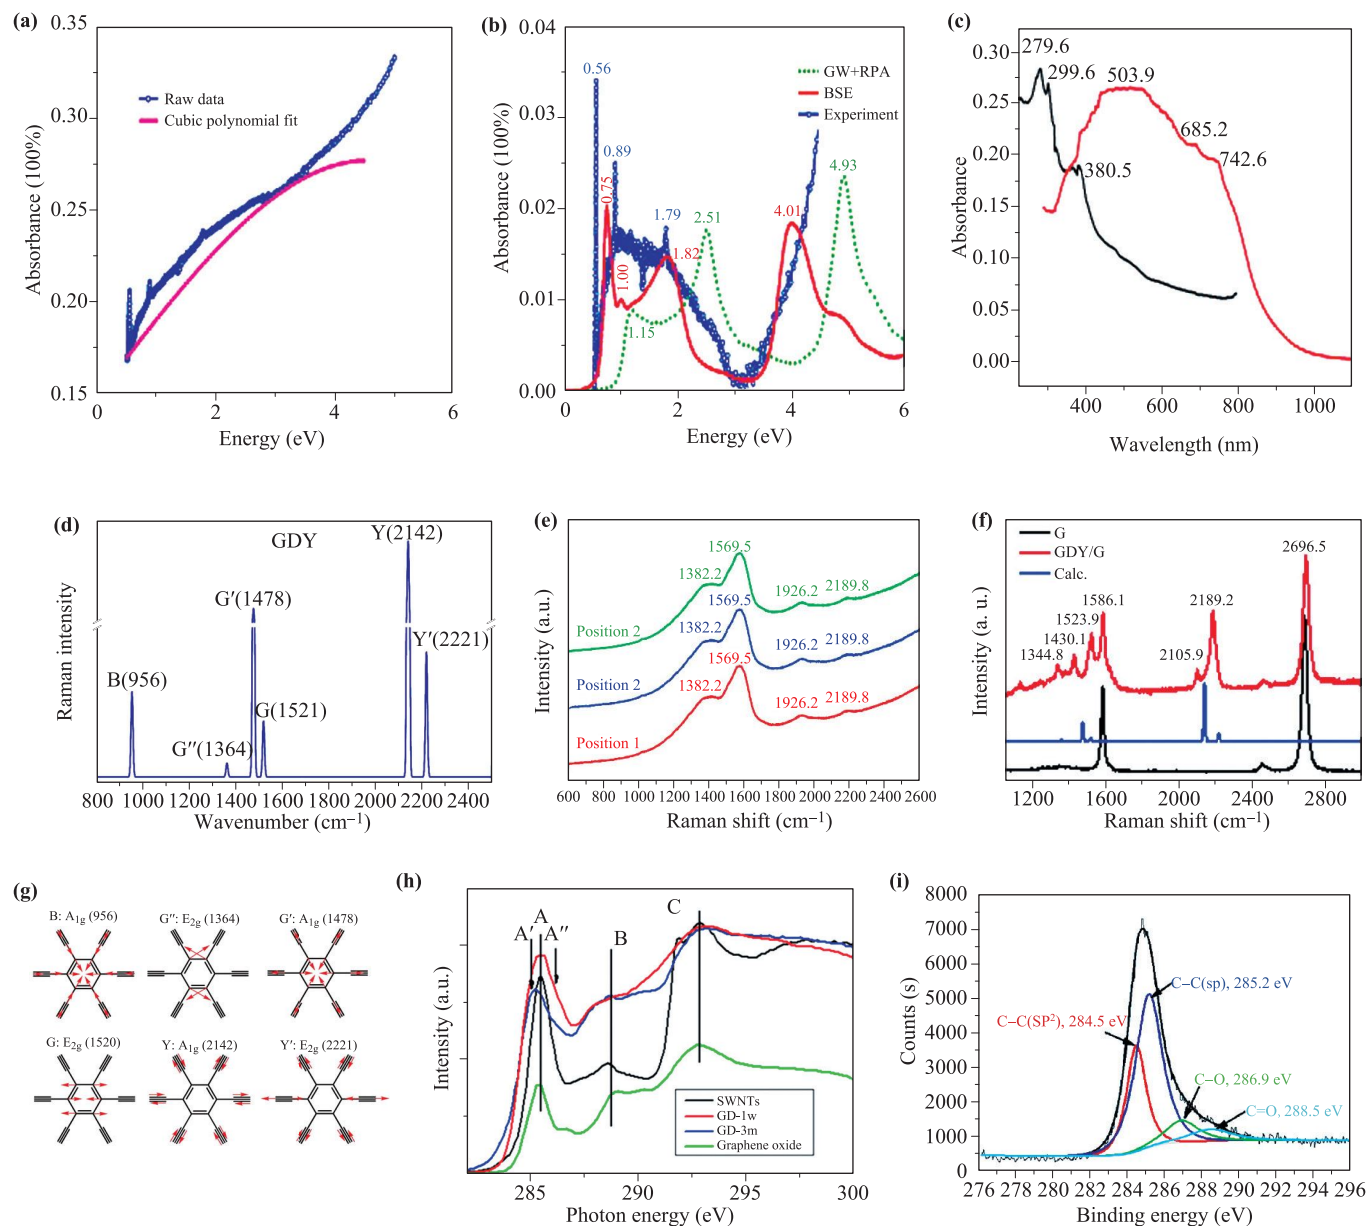 (a)
0.35
0.30
0.25
0.20
0.15
0
2
4
6
Absorbance (100%)
Energy (eV)
Raw data
Cubic polynomial fit
(b)
0.04
0.03
0.02
0.01
0.00
0
2
4
6
Absorbance (100%)
Energy (eV)
GW+RPA
BSE
Experiment
0.56
0.89
0.75
1.00
1.15
1.79
1.82
2.51
4.01
4.93
(c)
0.30
0.25
0.20
0.15
0.10
0.05
0.00
400
600
800
1000
Absorbance
Wavelength (nm)
279.6
299.6
380.5
503.9
685.2
742.6
(d)
GDY
Raman intensity
B(956)
G″(1364)
G′(1478)
G(1521)
Y(2142)
Y′(2221)
800 1000 1200 1400 1600 1800 2000 2200 2400
Wavenumber (cm–1)
(e)
Intensity (a.u.)
1569.5
1382.2
1926.2
2189.8
Position 2
1569.5
1382.2
1926.2
2189.8
Position 2
1569.5
1382.2
1926.2
2189.8
Position 1
600 800 1000 1200 1400 1600 1800 2000 2200 2400 2600
Raman shift (cm–1)
(f)
G
GDY/G
Calc.
Intensity (a. u.)
1344.8
1430.1
1523.9
1586.1
2105.9
2189.2
2696.5
1200 1600 2000 2400 2800
Raman shift (cm–1)
(g)
B: A1g (956)
G″: E2g (1364)
G′: A1g (1478)
G: E2g (1520)
Y: A1g (2142)
Y′: E2g (2221)
(h)
Intensity (a.u.)
A′
A
A″
B
C
SWNTs
GD-1w
GD-3m
Graphene oxide
285 290 295 300
Photon energy (eV)
(i)
8000
7000
6000
5000
4000
3000
2000
1000
0
Counts (s)
C–C(sp), 285.2 eV
C–C(SP2), 284.5 eV
C–O, 286.9 eV
C=O, 288.5 eV
276 278 280 282 284 286 288 290 292 294 296
Binding energy (eV)